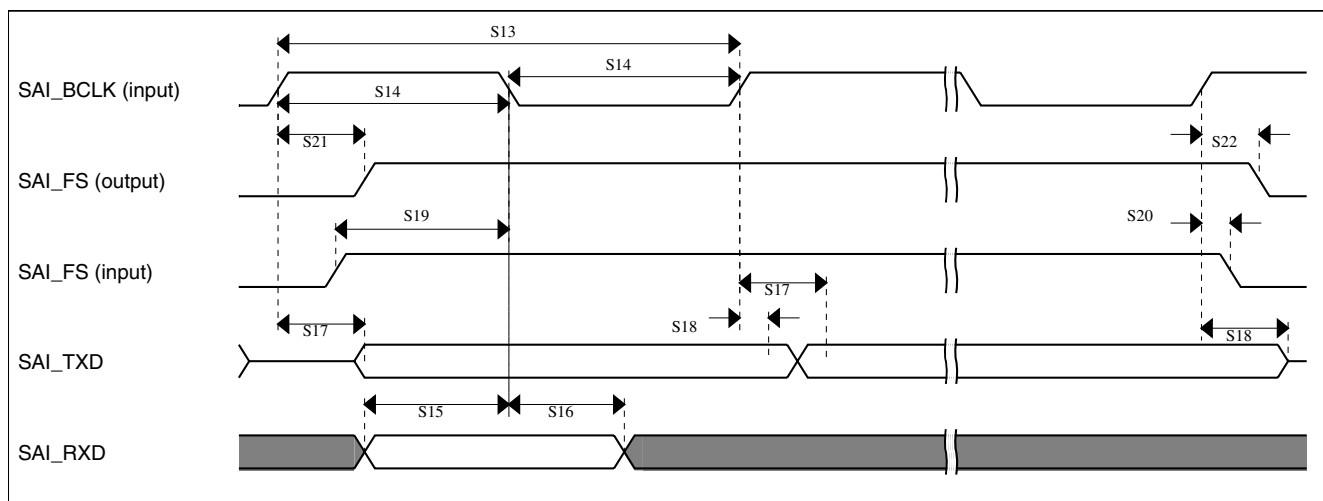 S13
SAI_BCLK (input)
S14
S14
S21
S22
SAI_FS (output)
S19
S20
SAI_FS (input)
S17
S17
S18
S18
SAI_TXD
S15
S16
SAI_RXD